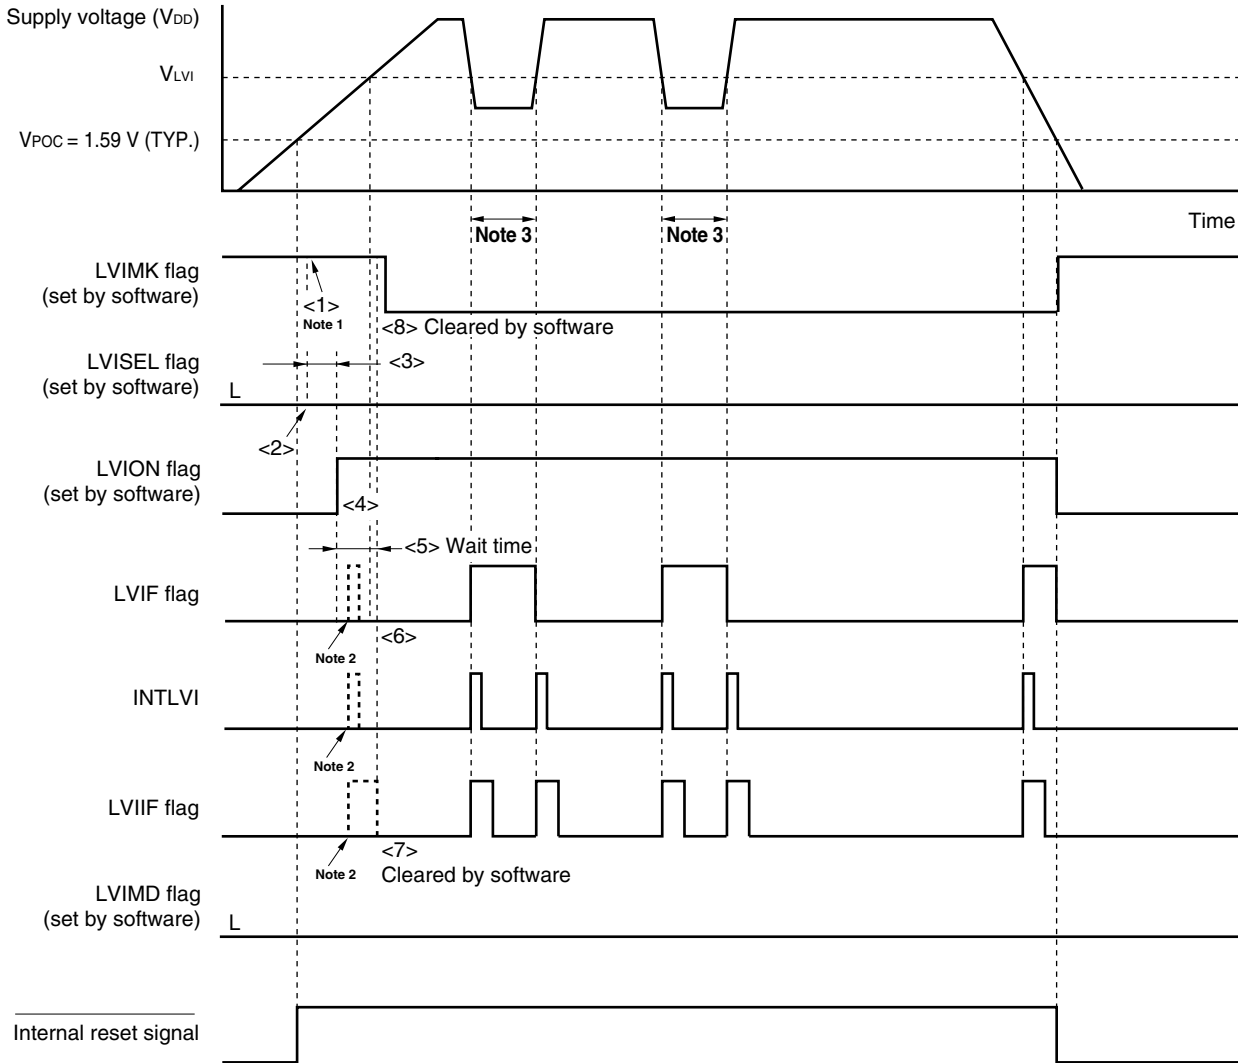 Supply voltage (VDD)
VLVI
VPOC = 1.59 V (TYP.)
Time
Note 3
Note 3
LVIMK flag
(set by software)
<1>
Note 1
<8> Cleared by software
LVISEL flag
(set by software)
<3>
L
<2>
LVION flag
(set by software)
<4>
<5> Wait time
LVIF flag
<6>
Note 2
INTLVI
Note 2
LVIIF flag
<7>
Cleared by software
Note 2
LVIMD flag
(set by software)
L
Internal reset signal